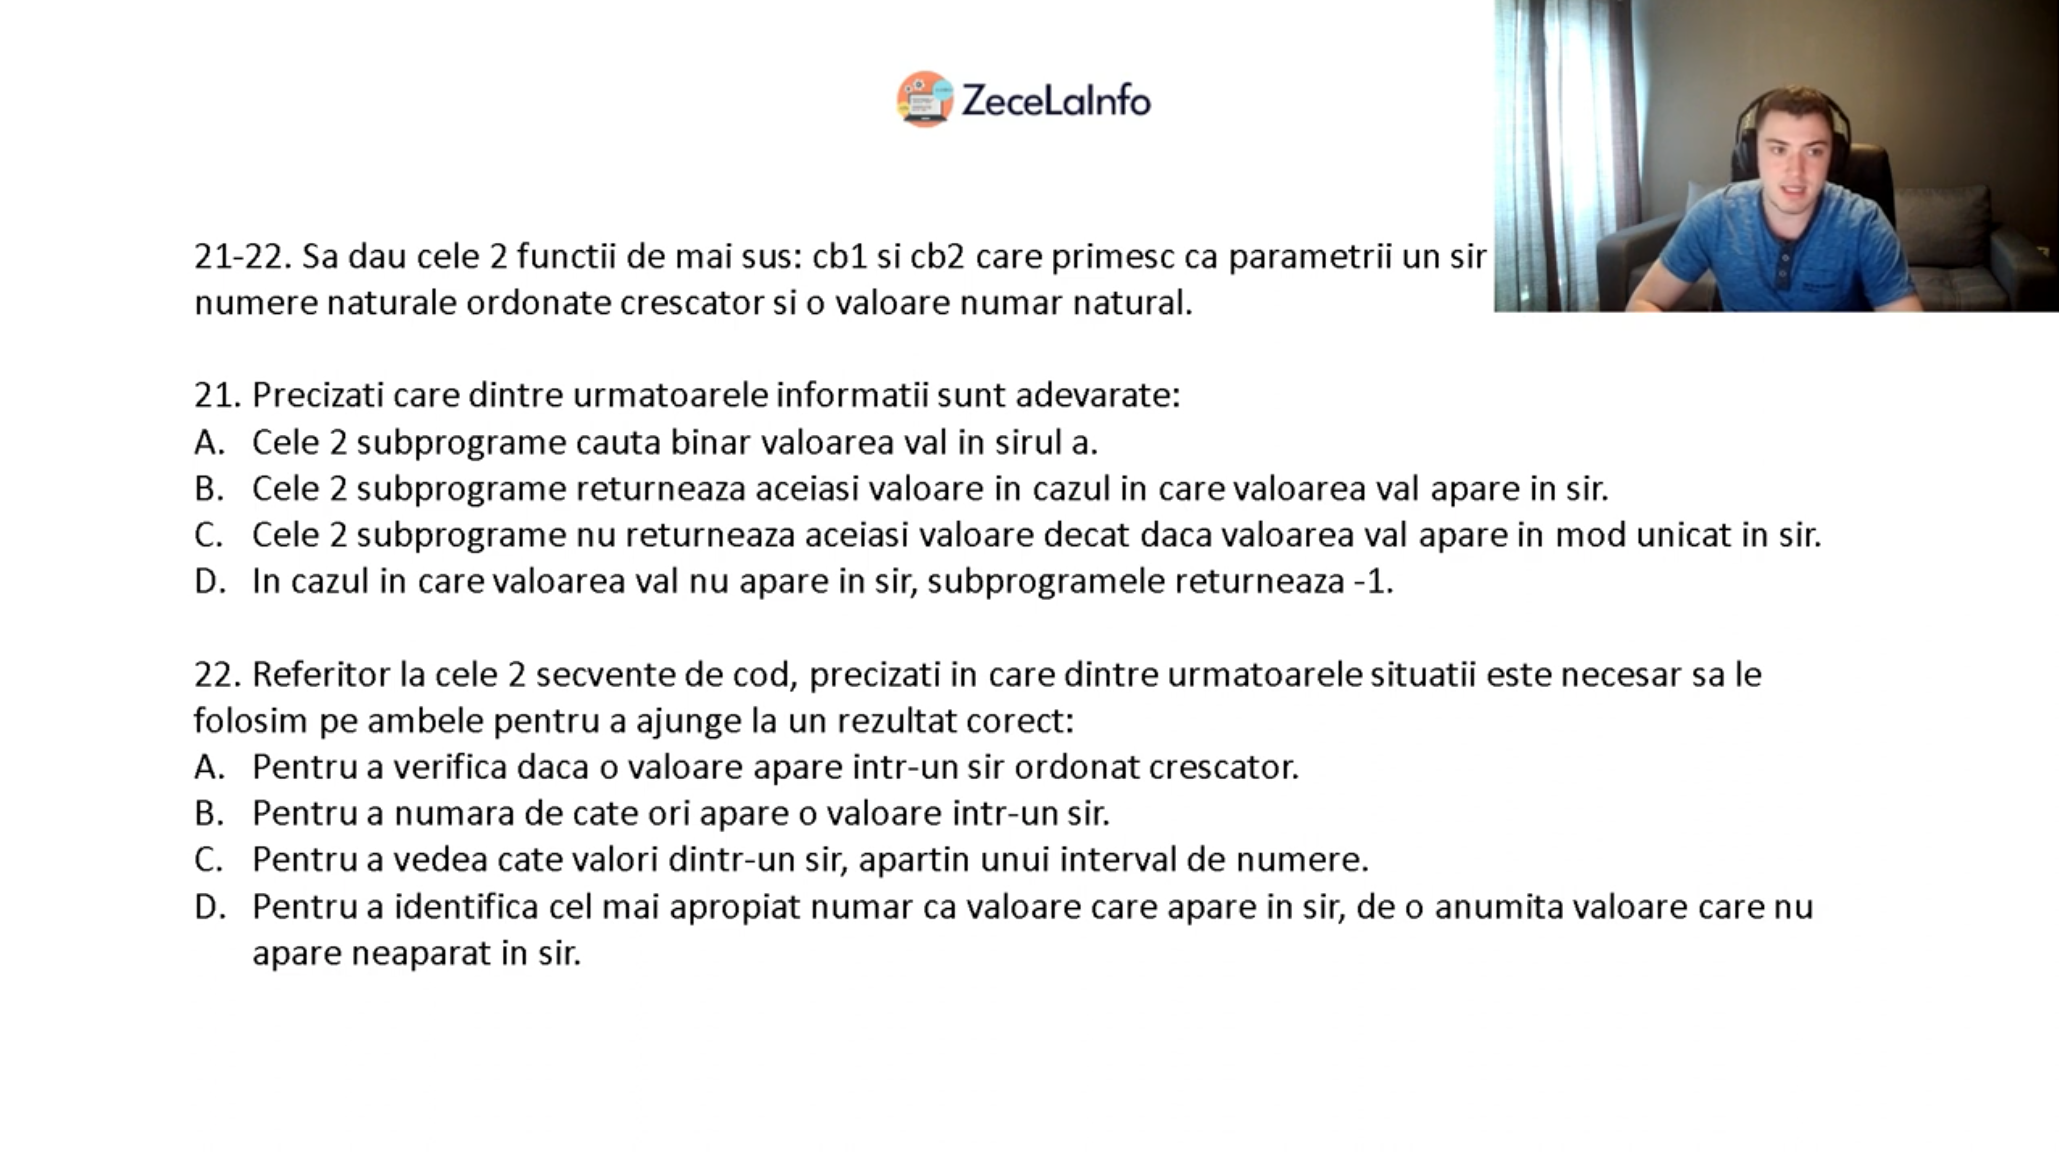 ZeceLaInfo
21-22. Sa dau cele 2 functii de mai sus: cb1 si cb2 care primesc ca parametrii un sir
numere naturale ordonate crescator si o valoare numar natural.
21. Precizati care dintre urmatoarele informatii sunt adevarate:
A. Cele 2 subprograme cauta binar valoarea val in sirul a.
B. Cele 2 subprograme returneaza aceiasi valoare in cazul in care valoarea val apare in sir.
C. Cele 2 subprograme nu returneaza aceiasi valoare decat daca valoarea val apare in mod unicat in sir.
D. In cazul in care valoarea val nu apare in sir, subprogramele returneaza -1.
22. Referitor la cele 2 secvente de cod, precizati in care dintre urmatoarele situatii este necesar sa le
folosim pe ambele pentru a ajunge la un rezultat corect:
A. Pentru a verifica daca o valoare apare intr-un sir ordonat crescator.
B. Pentru a numara de cate ori apare o valoare intr-un sir.
C. Pentru a vedea cate valori dintr-un sir, apartin unui interval de numere.
D. Pentru a identifica cel mai apropiat numar ca valoare care apare in sir, de o anumita valoare care nu
apare neaparat in sir.